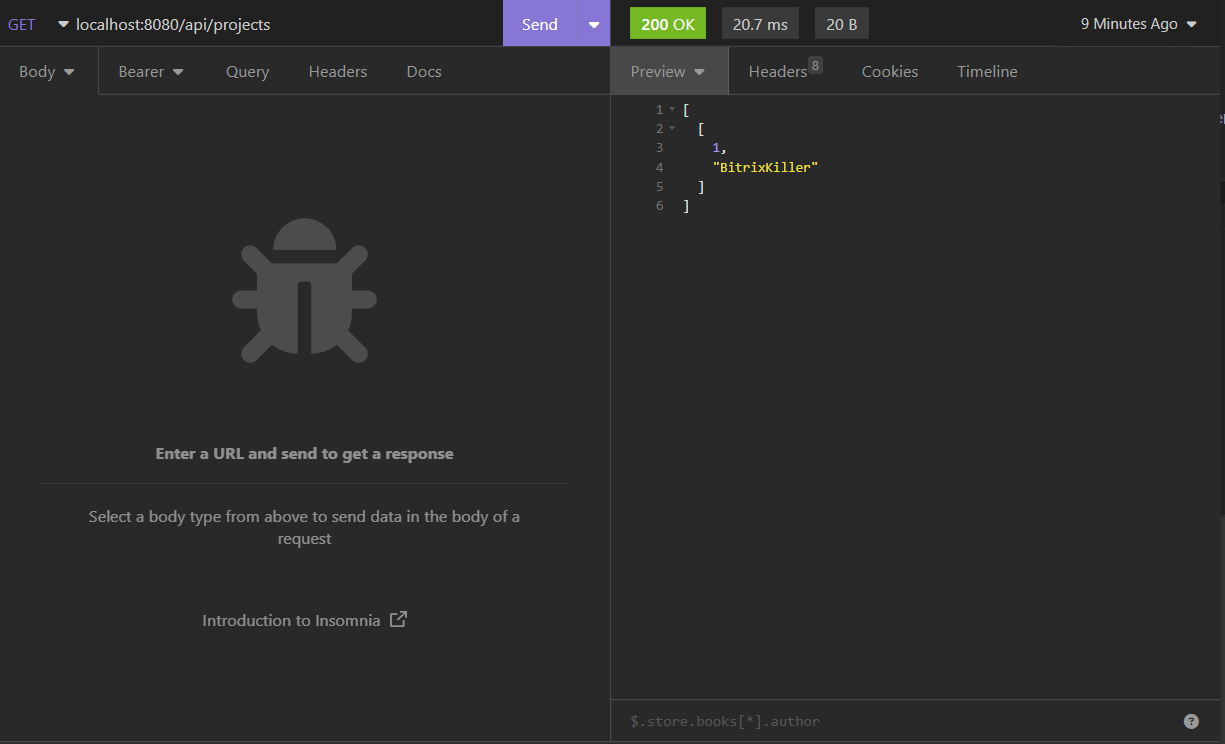 GET localhost:8080/api/projects Send 200 OK 20.7 ms 20 B 9 Minutes Ago
Body Bearer Query Headers Docs Preview Headers 8 Cookies Timeline
1 [
2 [
3 1,
4 "BitrixKiller"
5 ]
6 ]
Enter a URL and send to get a response
Select a body type from above to send data in the body of a
request
Introduction to Insomnia
$.store.books[*].author ?